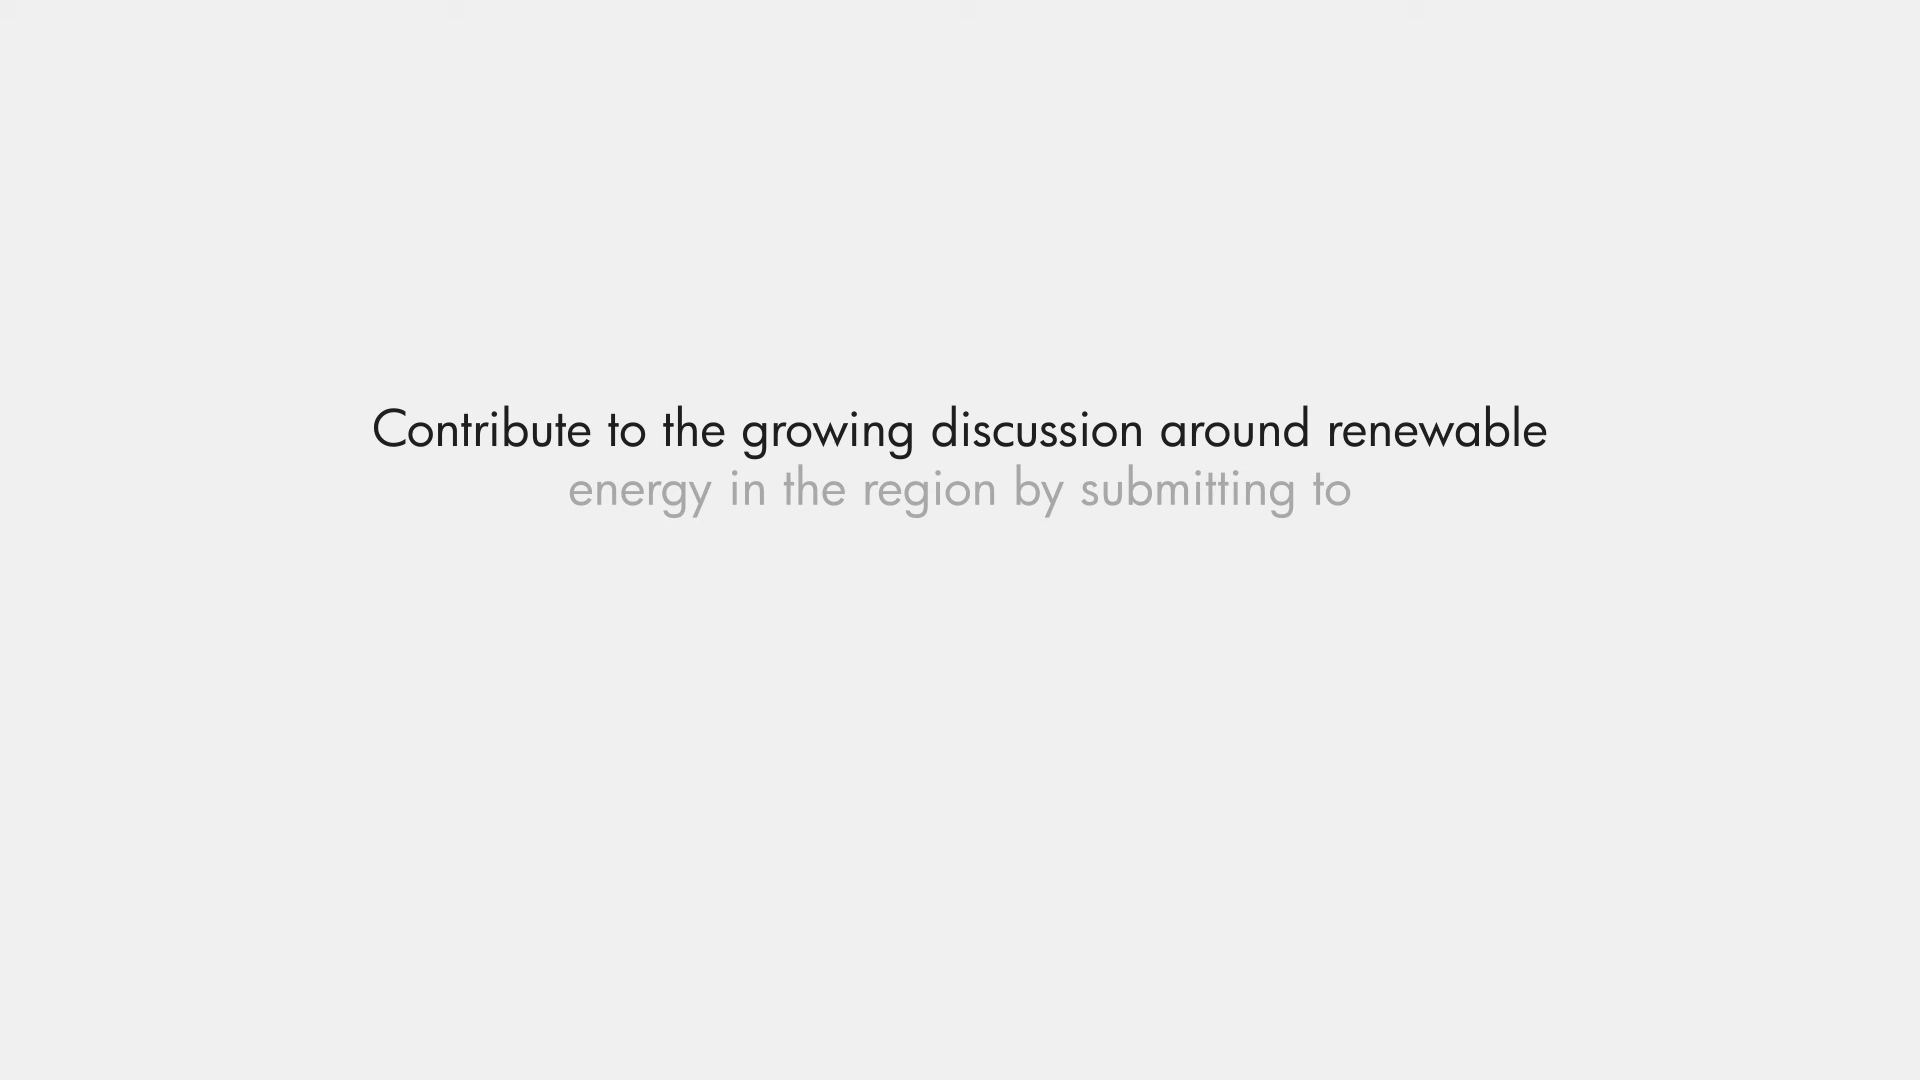 Contribute to the growing discussion around renewable
energy in the region by submitting to